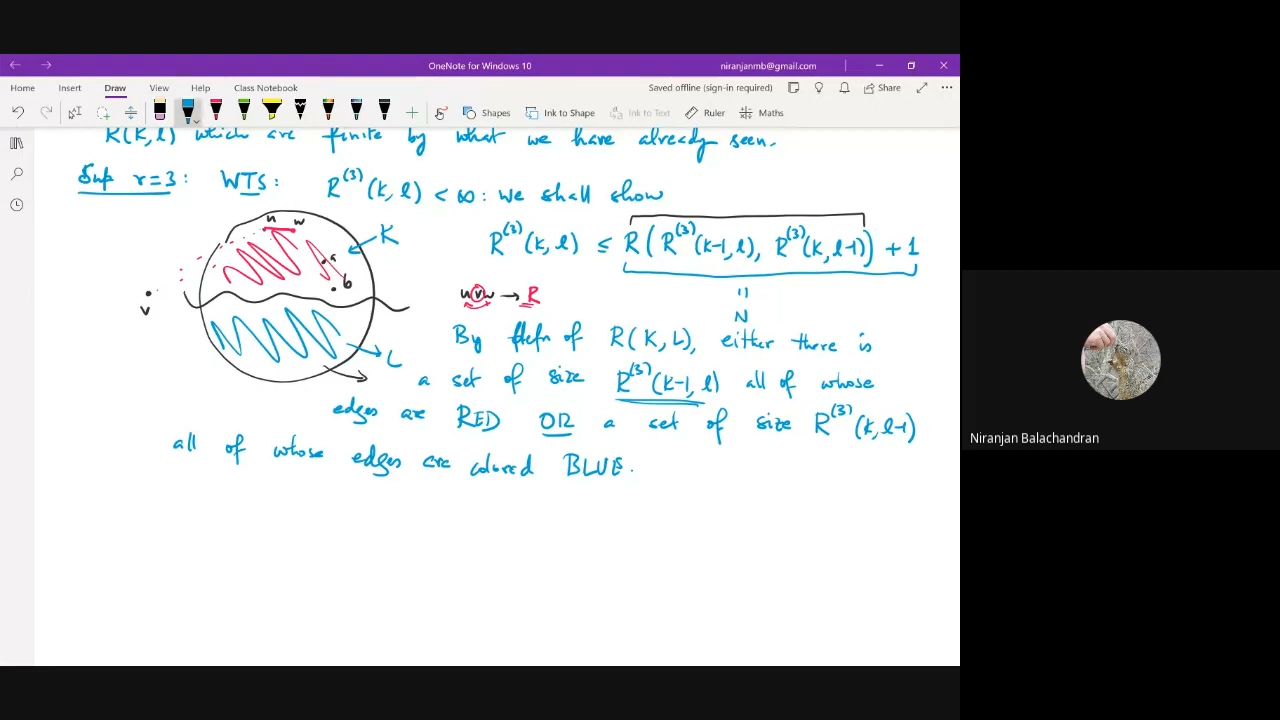 OneNote for Windows 10
niranjanmb@gmail.com
Home Insert Draw View Help Class Notebook
Saved offline (sign-in required)
Share
Shapes Ink to Shape Ink to Text Ruler Maths
R(k,l) which are finite by what we have already seen.
Sup r=3: WTS: R⁽³⁾(k,l) < ∞: We shall show
R⁽³⁾(k,l) ≤ R(R⁽³⁾(k-1,l), R⁽³⁾(k,l-1)) + 1
u w
K
a
b
v
L
uvw → R
"
N
By defn of R(K,L), either there is
a set of size R⁽³⁾(k-1,l) all of whose
edges are RED OR a set of size R⁽³⁾(k,l-1)
all of whose edges are colored BLUE.
Niranjan Balachandran